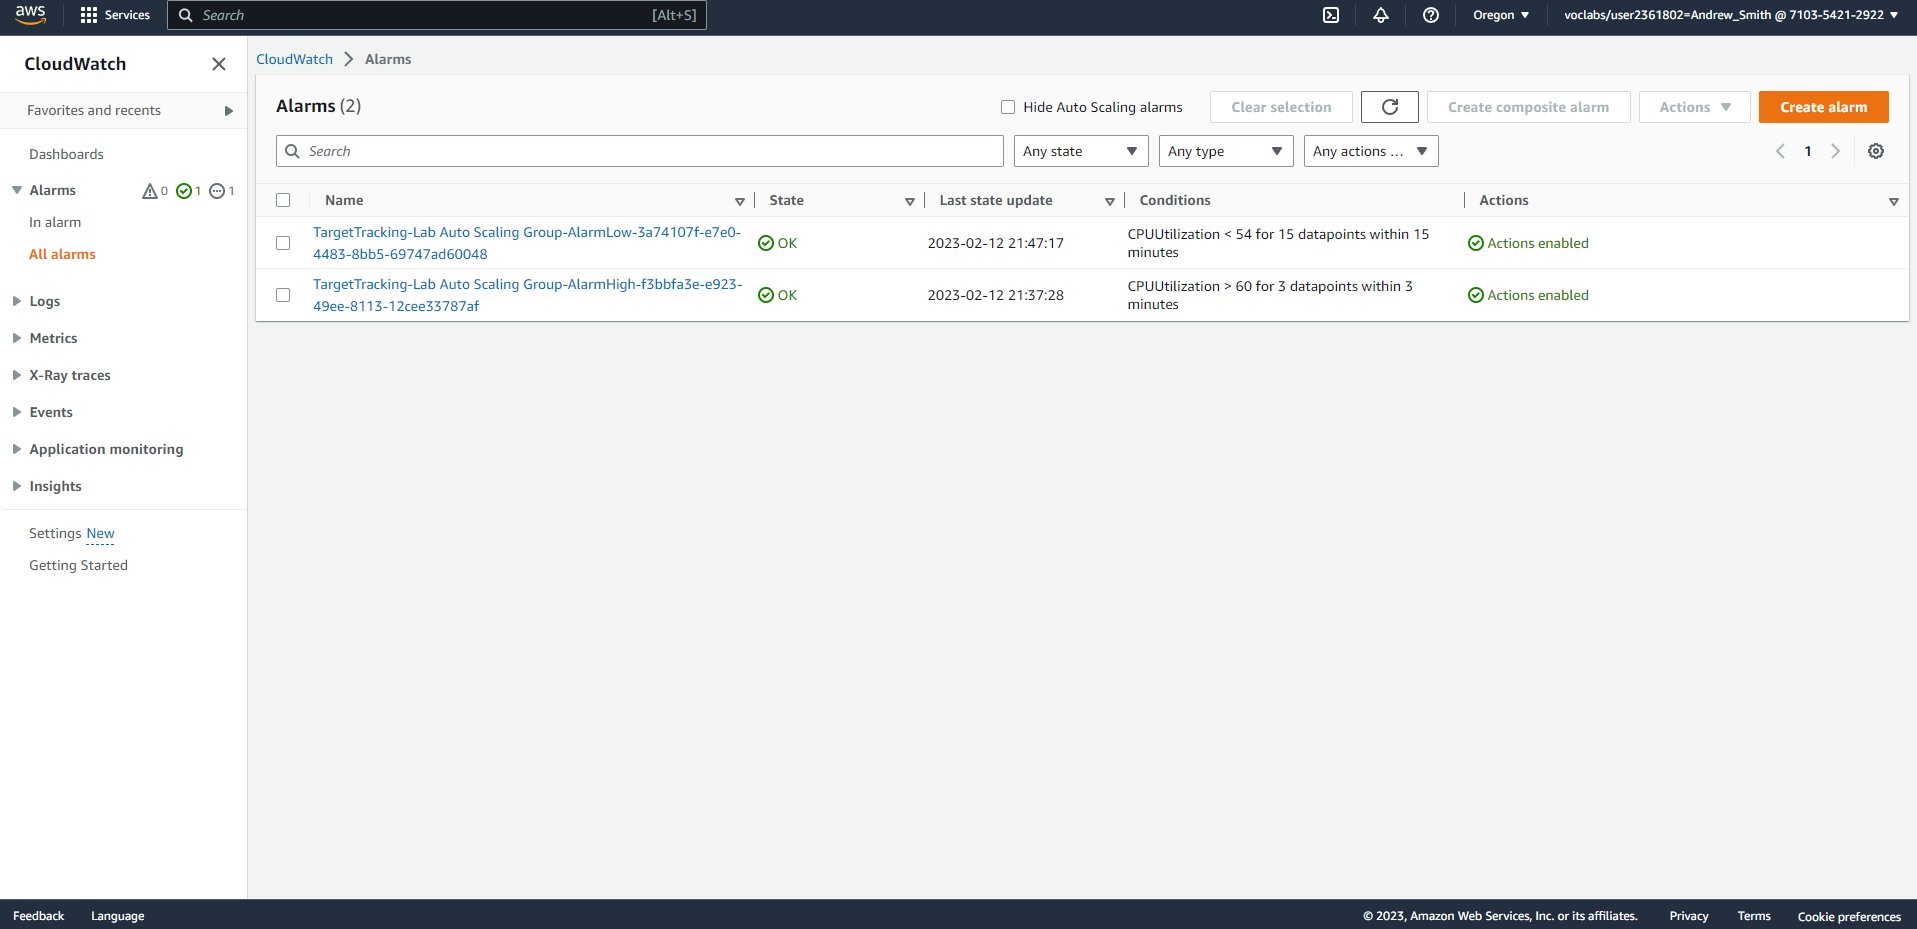 aws
Services
Search
[Alt+S]
Oregon
voclabs/user2361802=Andrew_Smith @ 7103-5421-2922
CloudWatch
Favorites and recents
Dashboards
Alarms 0 1 1
In alarm
All alarms
Logs
Metrics
X-Ray traces
Events
Application monitoring
Insights
Settings New
Getting Started
CloudWatch > Alarms
Alarms (2)
Hide Auto Scaling alarms
Clear selection
Create composite alarm
Actions
Create alarm
Search
Any state
Any type
Any actions ...
1
Name
State
Last state update
Conditions
Actions
TargetTracking-Lab Auto Scaling Group-AlarmLow-3a74107f-e7e0-
4483-8bb5-69747ad60048
OK
2023-02-12 21:47:17
CPUUtilization < 54 for 15 datapoints within 15
minutes
Actions enabled
TargetTracking-Lab Auto Scaling Group-AlarmHigh-f3bbfa3e-e923-
49ee-8113-12cee33787af
OK
2023-02-12 21:37:28
CPUUtilization > 60 for 3 datapoints within 3
minutes
Actions enabled
Feedback
Language
© 2023, Amazon Web Services, Inc. or its affiliates.
Privacy
Terms
Cookie preferences